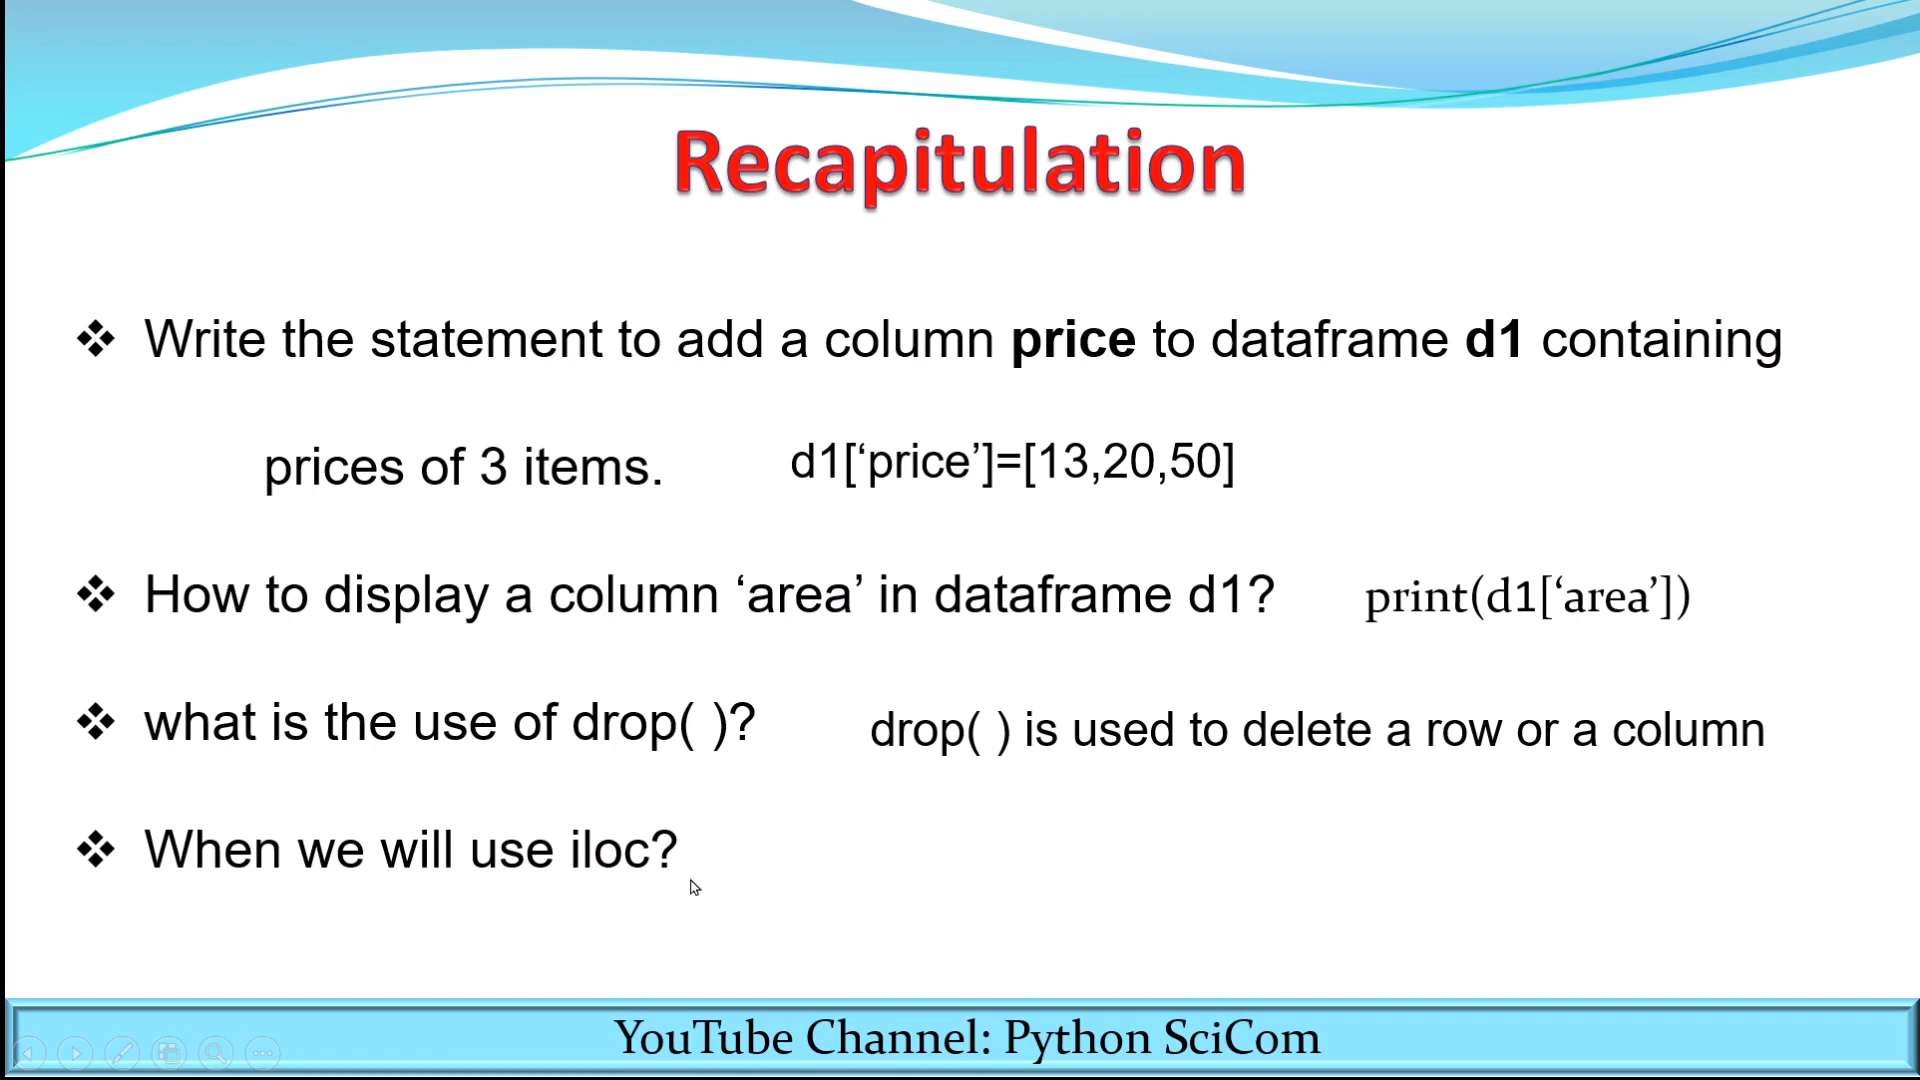 Recapitulation
❖ Write the statement to add a column price to dataframe d1 containing
prices of 3 items. d1[‘price’]=[13,20,50]
❖ How to display a column ‘area’ in dataframe d1? print(d1[‘area’])
❖ what is the use of drop( )? drop( ) is used to delete a row or a column
❖ When we will use iloc?
YouTube Channel: Python SciCom